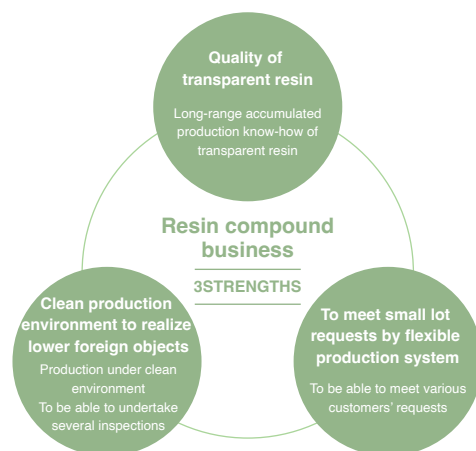 Quality of
transparent resin
Long-range accumulated
production know-how of
transparent resin
Resin compound
business
3STRENGTHS
Clean production
environment to realize
lower foreign objects
Production under clean
environment
To be able to undertake
several inspections
To meet small lot
requests by flexible
production system
To be able to meet various
customers’ requests